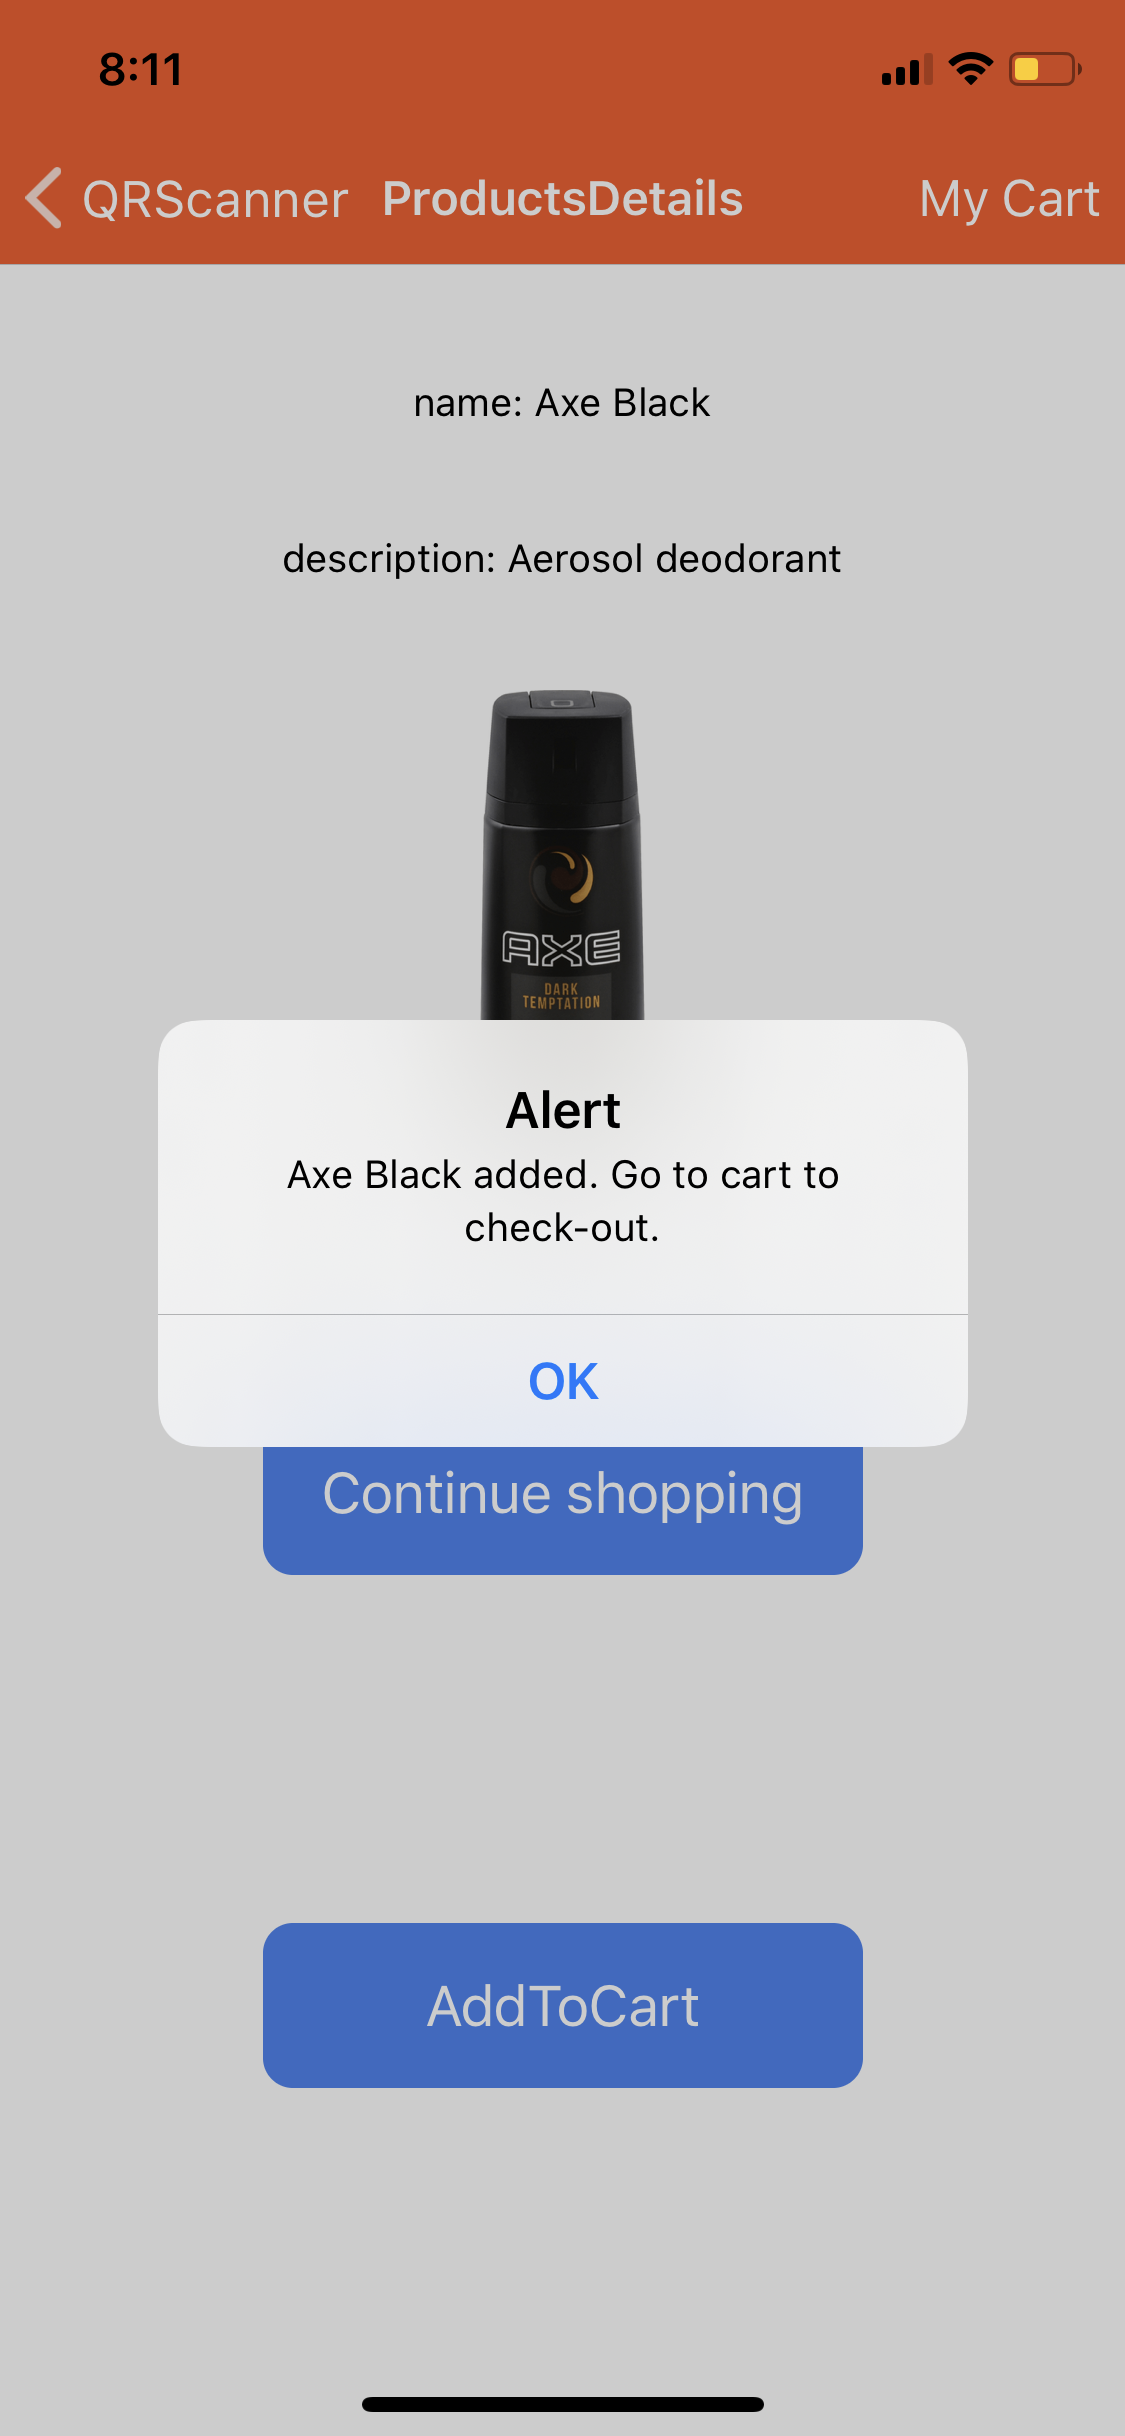 8:11
QRScanner ProductsDetails My Cart
name: Axe Black
description: Aerosol deodorant
AXE
DARK
TEMPTATION
Alert
Axe Black added. Go to cart to
check-out.
OK
Continue shopping
AddToCart